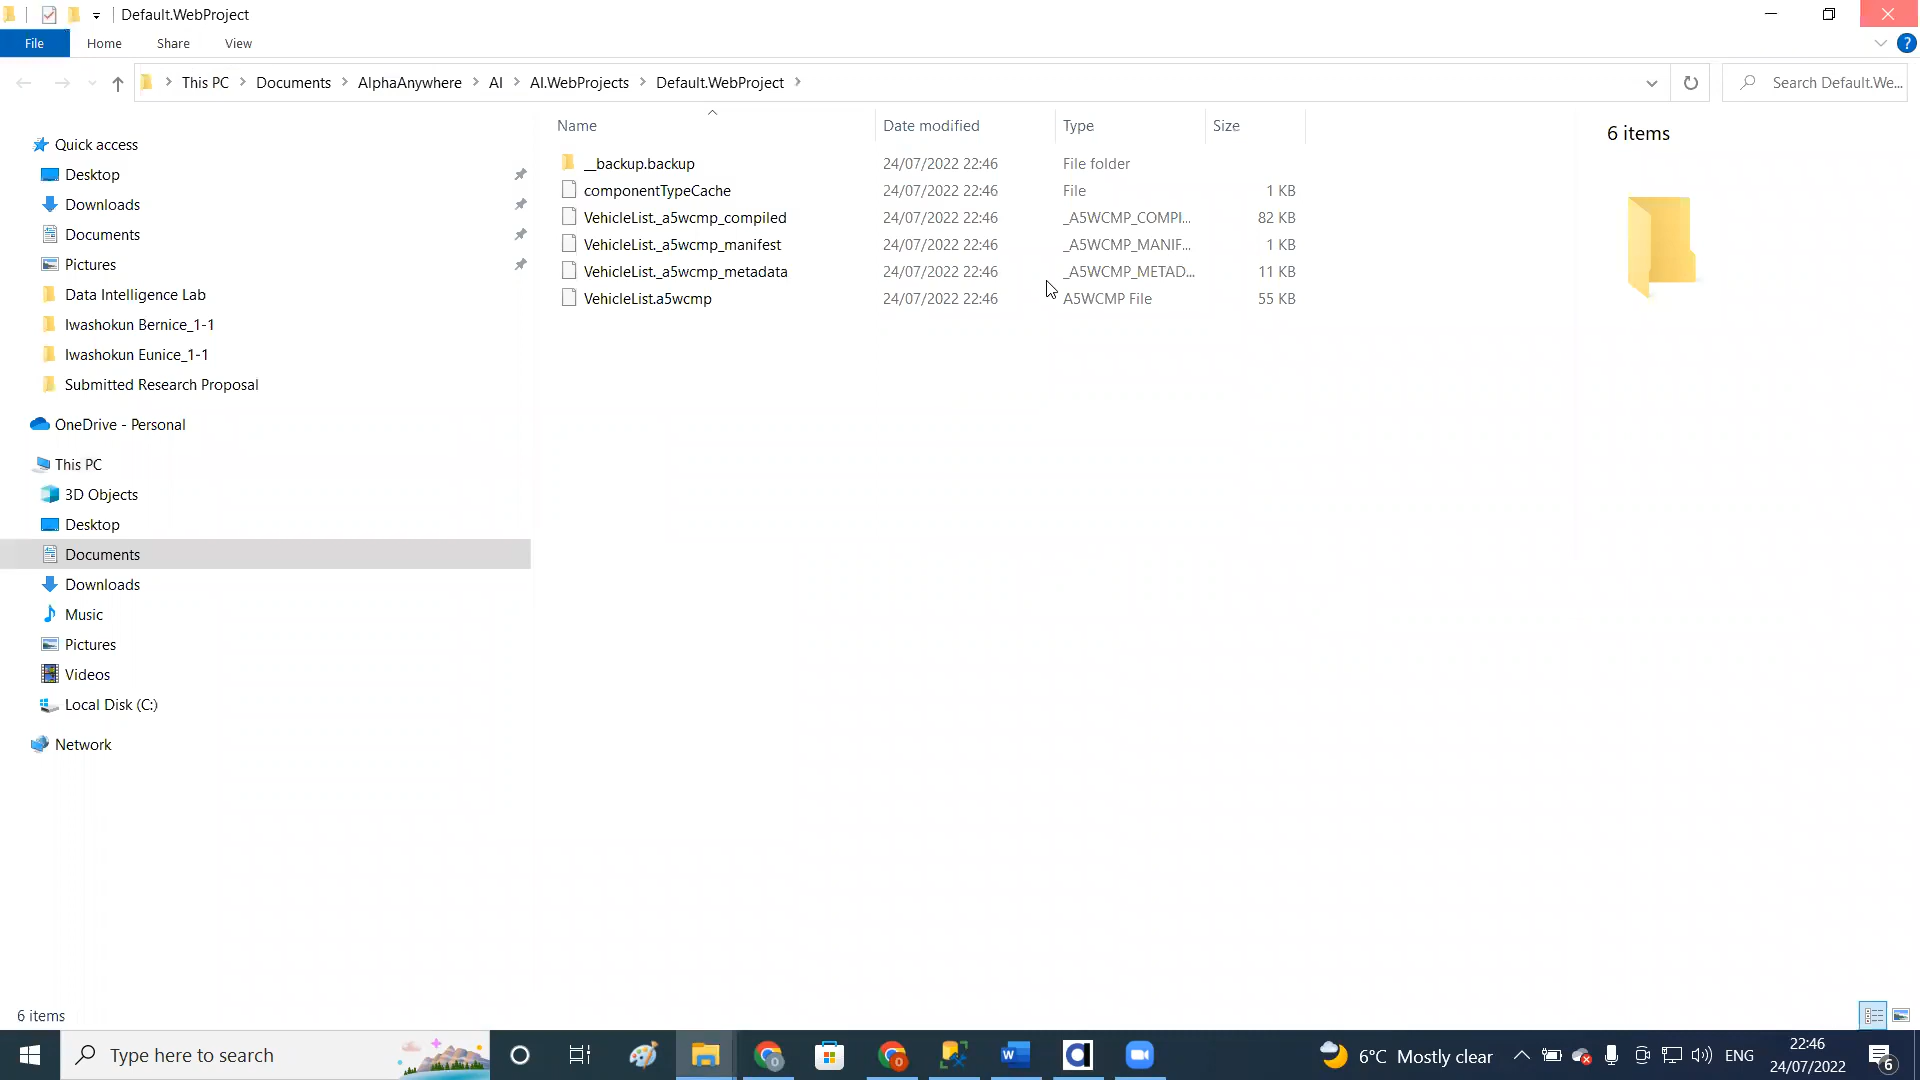 Default.WebProject
File Home Share View
This PC Documents AlphaAnywhere AI AI.WebProjects Default.WebProject
Search Default.We...
Name Date modified Type Size
__backup.backup 24/07/2022 22:46 File folder
componentTypeCache 24/07/2022 22:46 File 1 KB
VehicleList._a5wcmp_compiled 24/07/2022 22:46 _A5WCMP_COMPI... 82 KB
VehicleList._a5wcmp_manifest 24/07/2022 22:46 _A5WCMP_MANIF... 1 KB
VehicleList._a5wcmp_metadata 24/07/2022 22:46 _A5WCMP_METAD... 11 KB
VehicleList.a5wcmp 24/07/2022 22:46 A5WCMP File 55 KB
6 items
Quick access
Desktop
Downloads
Documents
Pictures
Data Intelligence Lab
Iwashokun Bernice_1-1
Iwashokun Eunice_1-1
Submitted Research Proposal
OneDrive - Personal
This PC
3D Objects
Desktop
Documents
Downloads
Music
Pictures
Videos
Local Disk (C:)
Network
6 items
Type here to search
6°C Mostly clear
ENG
22:46
24/07/2022
6